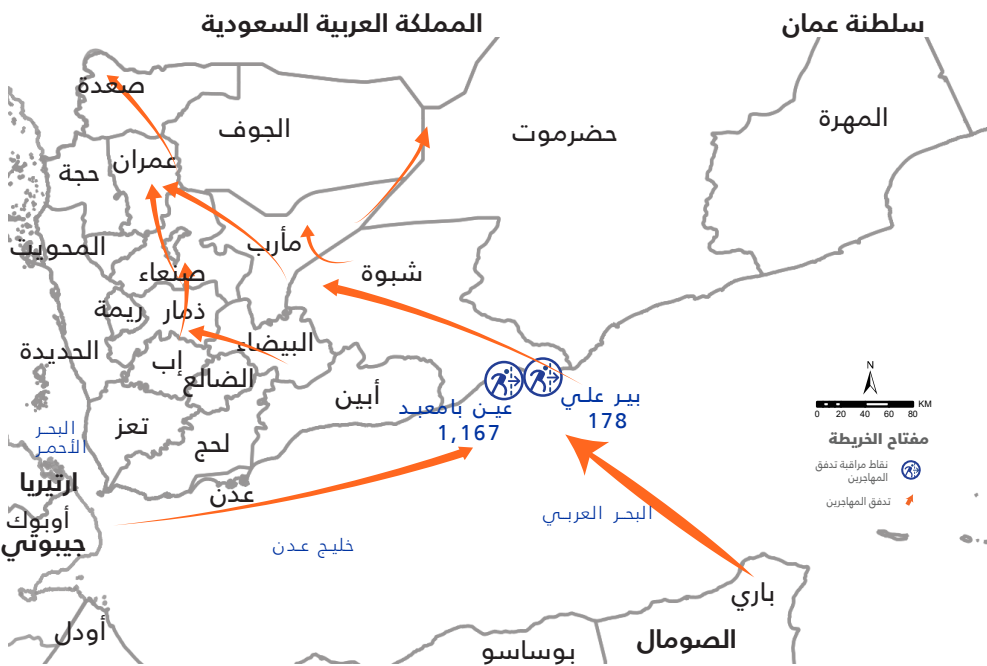 المملكة العربية السعودية
سلطنة عمان
صعدة
الجوف
حضرموت
المهرة
عمران
حجة
مأرب
المحويت
صنعاء
شبوة
ذمار
ريمة
البيضاء
الحديدة
إب
الضالع
أبين
بير علي
178
عين بامعبد
1,167
تعز
لحج
البحر
الأحمر
عدن
ارتيريا
أوبوك
جيبوتي
خليج عدن
البحر العربي
باري
أودل
الصومال
بوساسو
N
0 20 40 60 80 KM
مفتاح الخريطة
نقاط مراقبة تدفق
المهاجرين
تدفق المهاجرين